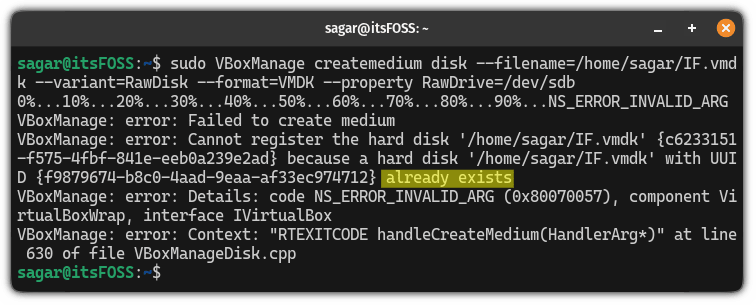 sagar@itsFOSS: ~
sagar@itsFOSS:~$ sudo VBoxManage createmedium disk --filename=/home/sagar/IF.vmd
k --variant=RawDisk --format=VMDK --property RawDrive=/dev/sdb
0%...10%...20%...30%...40%...50%...60%...70%...80%...90%...NS_ERROR_INVALID_ARG
VBoxManage: error: Failed to create medium
VBoxManage: error: Cannot register the hard disk '/home/sagar/IF.vmdk' {c6233151
-f575-4fbf-841e-eeb0a239e2ad} because a hard disk '/home/sagar/IF.vmdk' with UUI
D {f9879674-b8c0-4aad-9eaa-af33ec974712} already exists
VBoxManage: error: Details: code NS_ERROR_INVALID_ARG (0x80070057), component Vi
rtualBoxWrap, interface IVirtualBox
VBoxManage: error: Context: "RTEXITCODE handleCreateMedium(HandlerArg*)" at line
 630 of file VBoxManageDisk.cpp
sagar@itsFOSS:~$